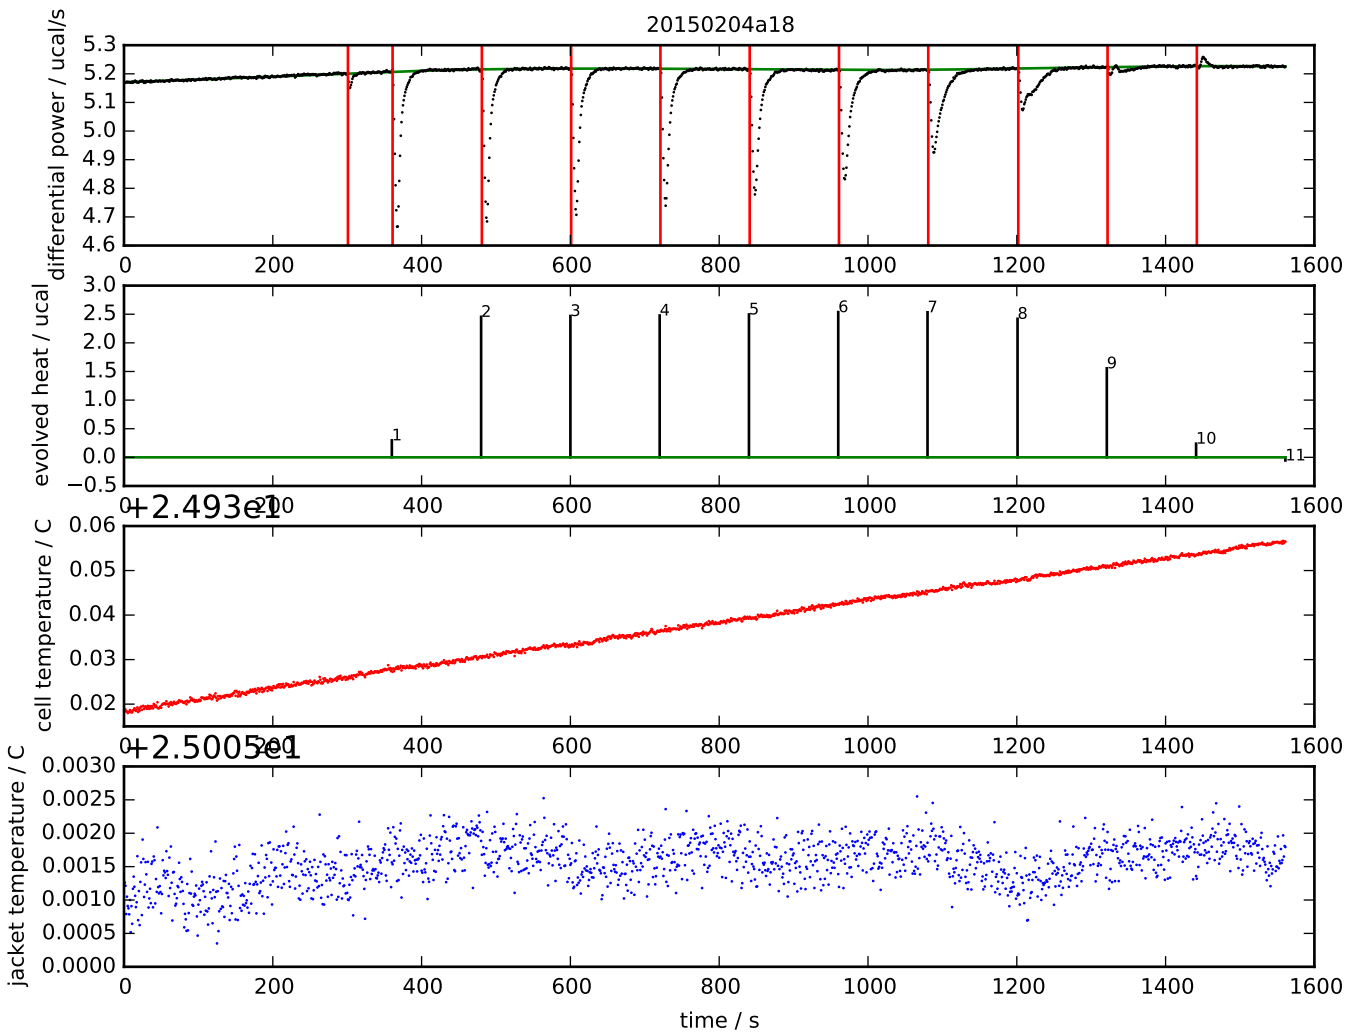 20150204a18
differential power / ucal/s
5.3
5.2
5.1
5.0
4.9
4.8
4.7
4.6
0 200 400 600 800 1000 1200 1400 1600
evolved heat / ucal
3.0
2.5
2.0
1.5
1.0
0.5
0.0
−0.5
1 2 3 4 5 6 7 8 9 10 11
0 200 400 600 800 1000 1200 1400 1600
+2.493e1
cell temperature / C
0.06
0.05
0.04
0.03
0.02
0 200 400 600 800 1000 1200 1400 1600
+2.5005e1
jacket temperature / C
0.0030
0.0025
0.0020
0.0015
0.0010
0.0005
0.0000
0 200 400 600 800 1000 1200 1400 1600
time / s